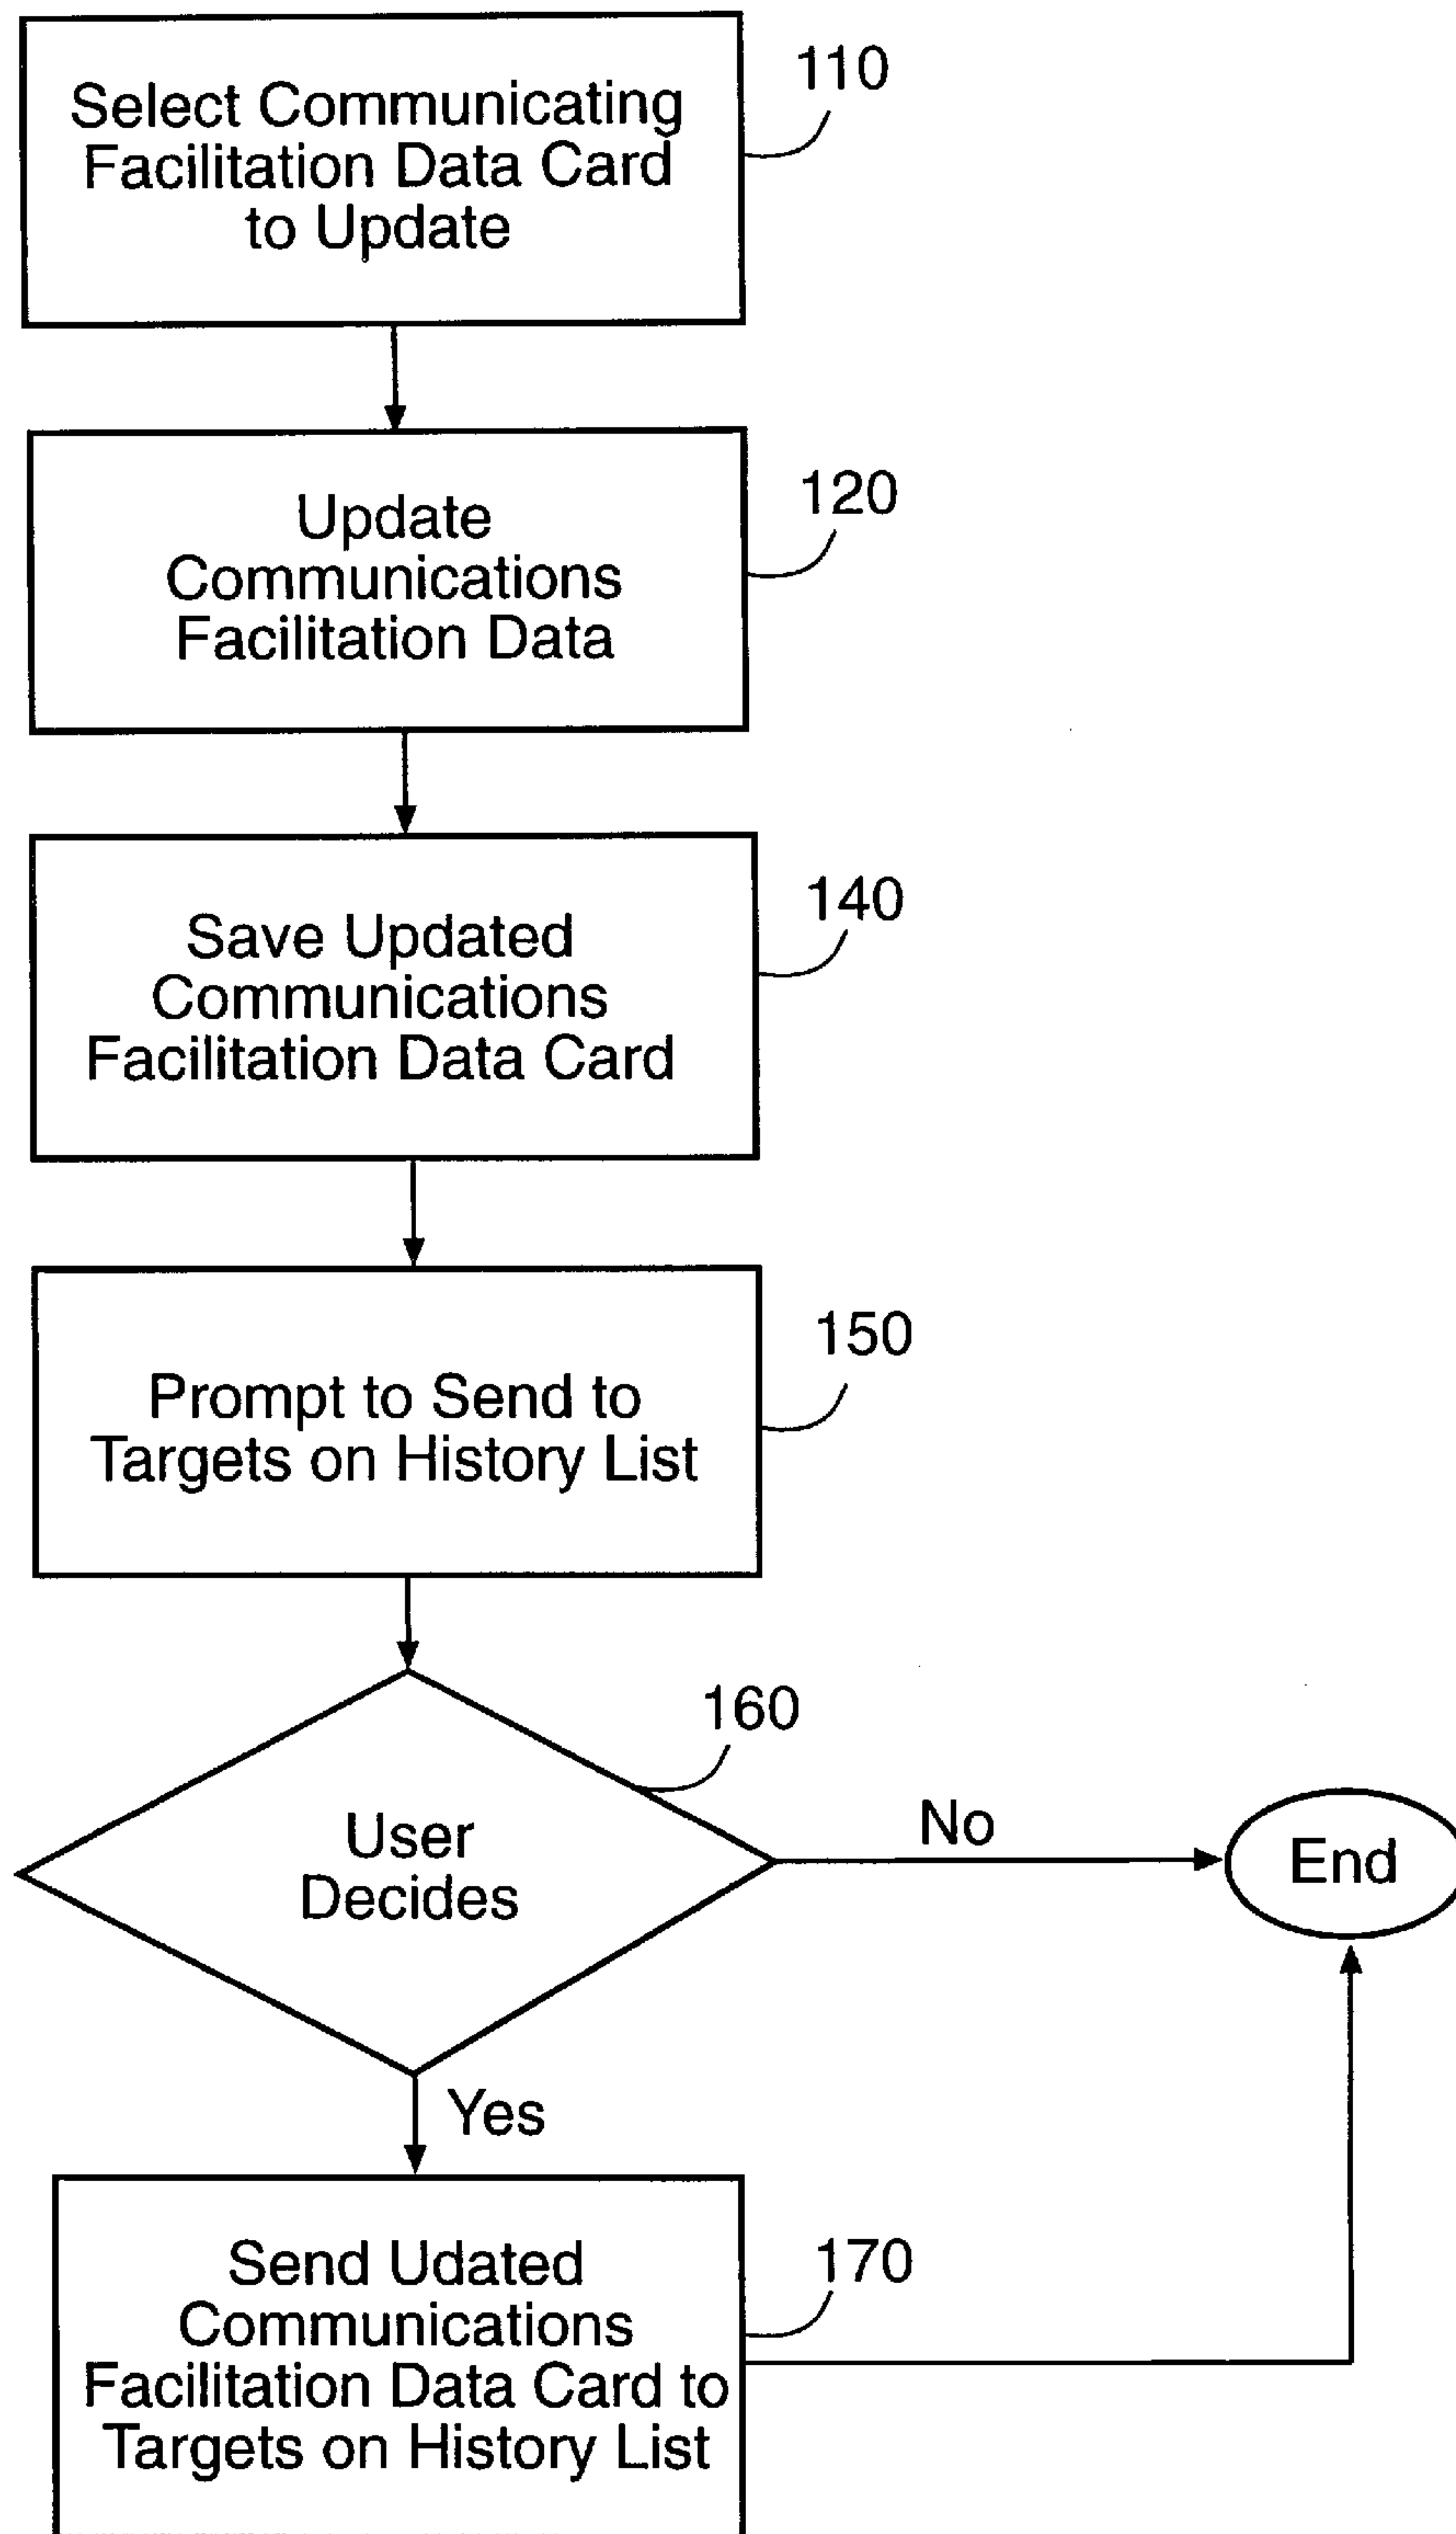 110
Select Communicating
Facilitation Data Card
to Update
120
Update
Communications
Facilitation Data
140
Save Updated
Communications
Facilitation Data Card
150
Prompt to Send to
Targets on History List
160
User
Decides
No
End
Yes
170
Send Udated
Communications
Facilitation Data Card to
Targets on History List